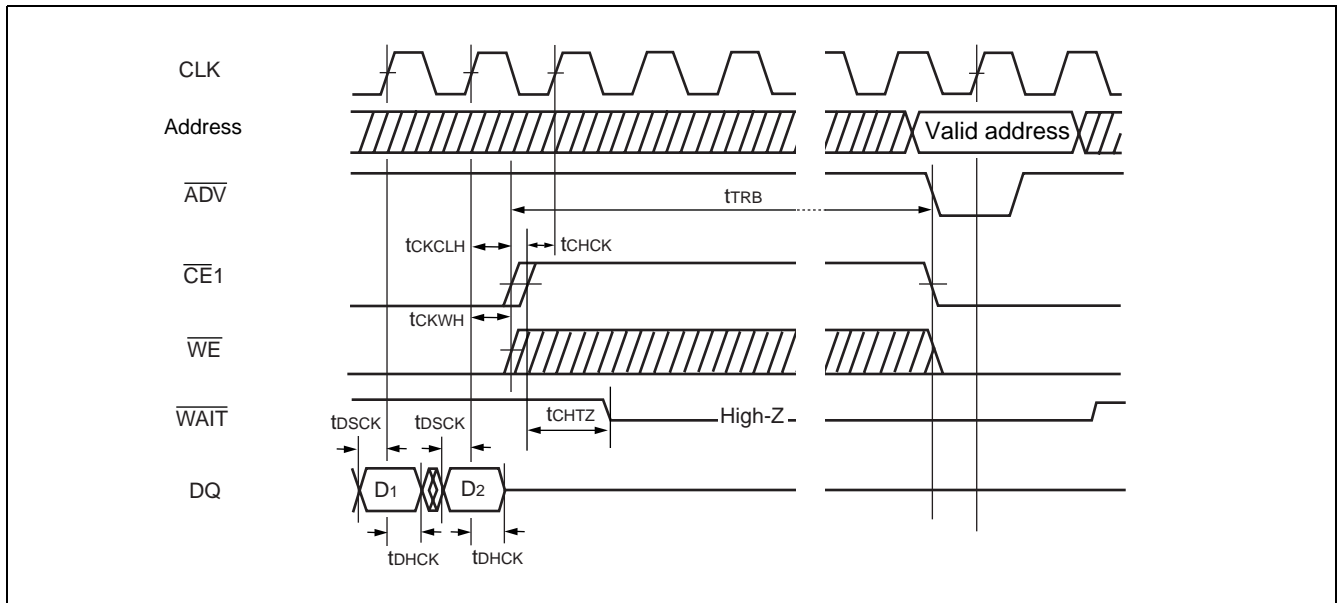 CLK
Address
Valid address
ADV
tTRB
tCKCLH
tCHCK
CE1
tCKWH
WE
WAIT
tDSCK
tDSCK
tCHTZ
High-Z
DQ
D1
D2
tDHCK
tDHCK